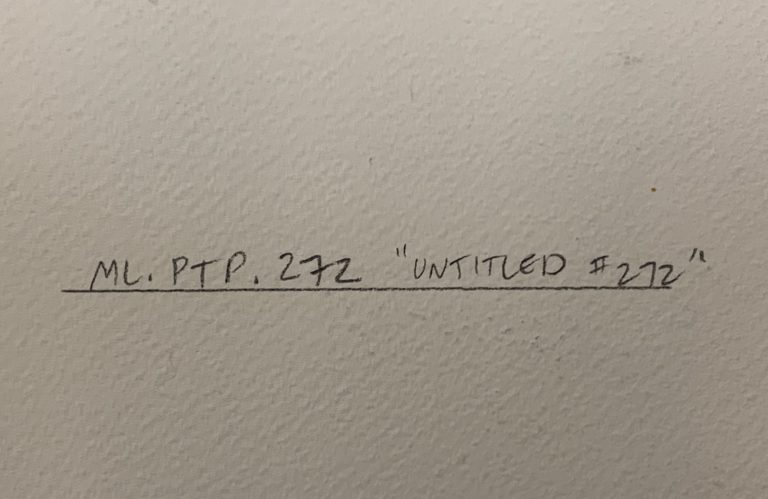 ML. PTP. 272 "UNTITLED #272"